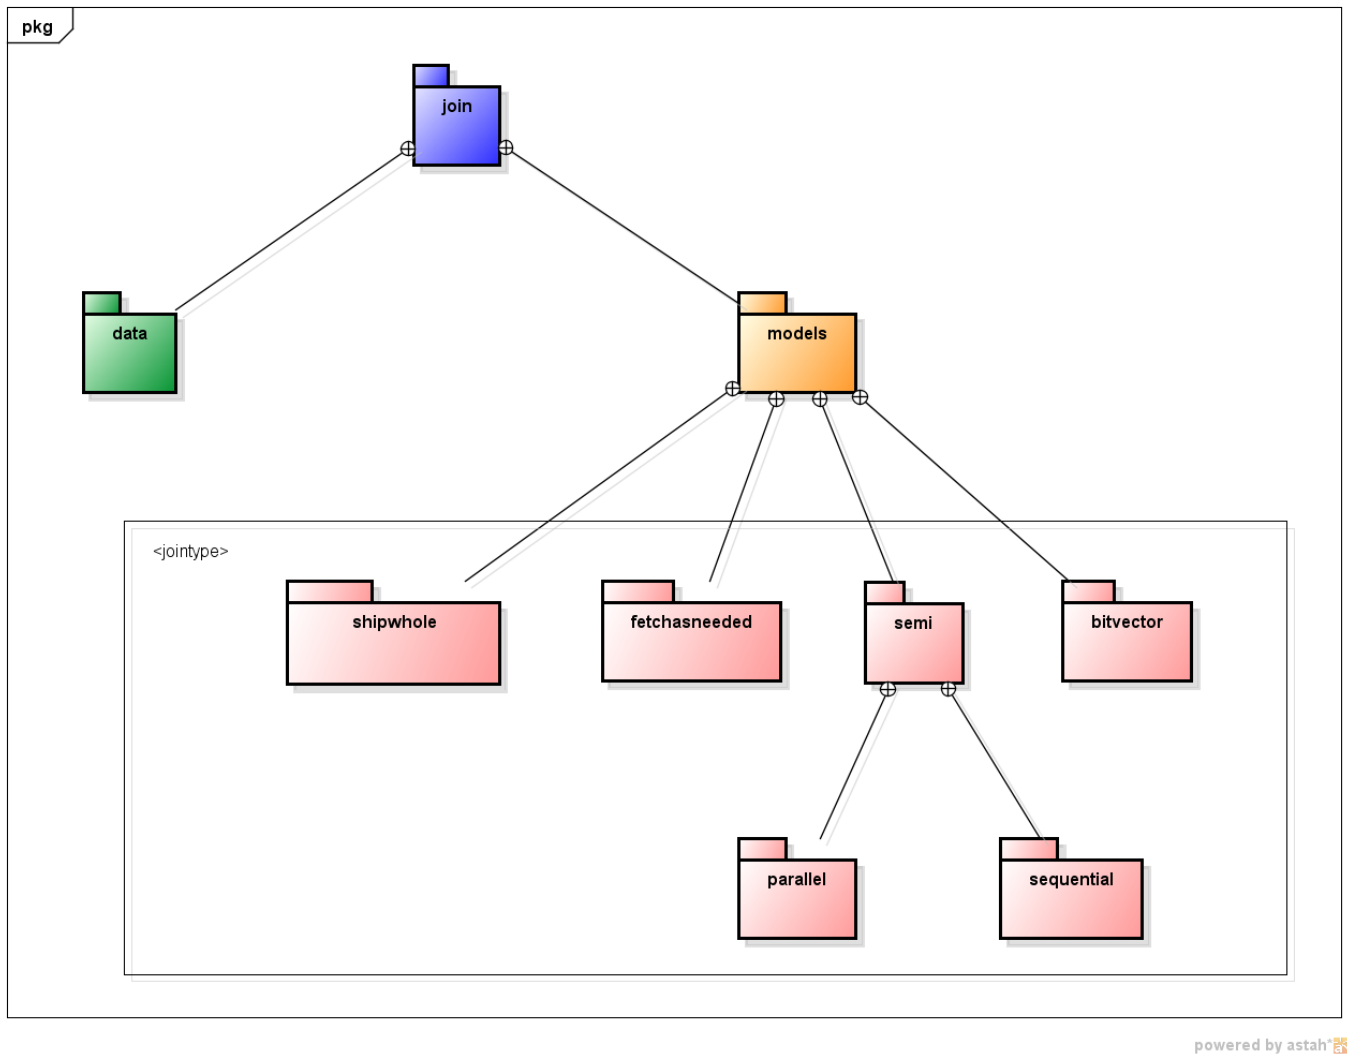 pkg
join
data
models
<jointype>
shipwhole
fetchasneeded
semi
bitvector
parallel
sequential
powered by astah*